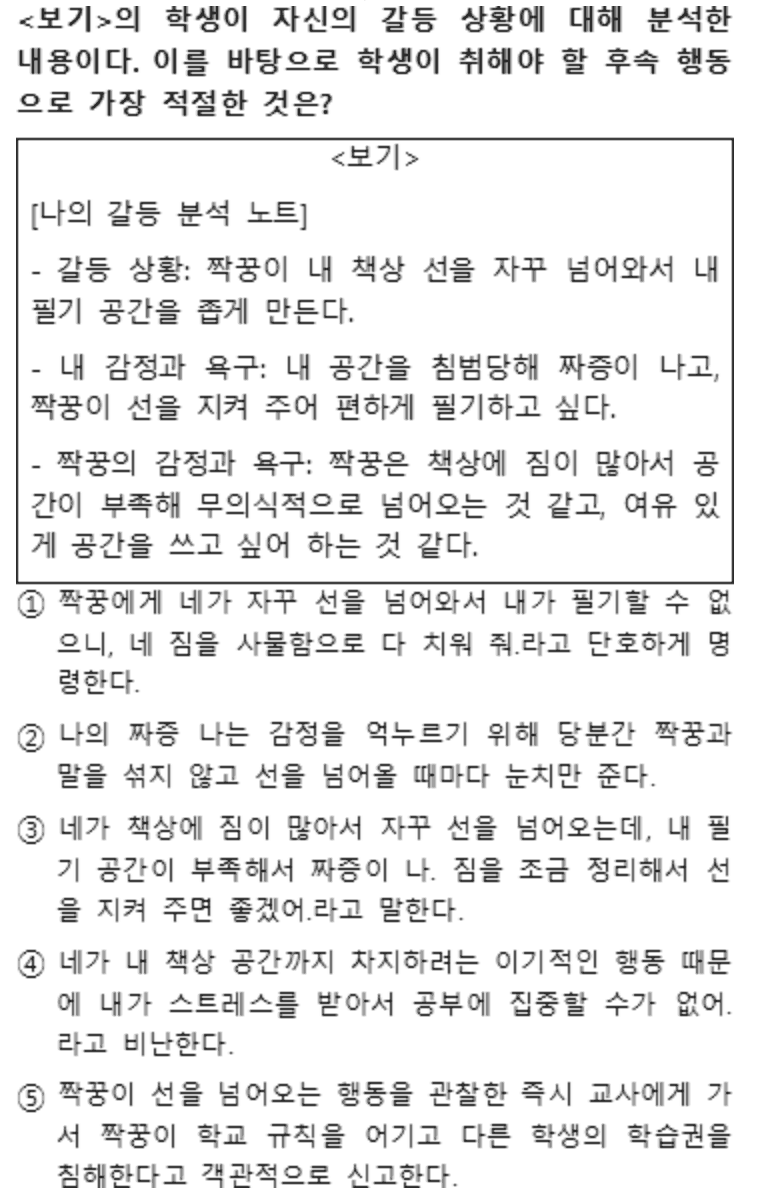 <보기>의 학생이 자신의 갈등 상황에 대해 분석한
내용이다. 이를 바탕으로 학생이 취해야 할 후속 행동
으로 가장 적절한 것은?
<보기>
[나의 갈등 분석 노트]
- 갈등 상황: 짝꿍이 내 책상 선을 자꾸 넘어와서 내
필기 공간을 좁게 만든다.
- 내 감정과 욕구: 내 공간을 침범당해 짜증이 나고,
짝꿍이 선을 지켜 주어 편하게 필기하고 싶다.
- 짝꿍의 감정과 욕구: 짝꿍은 책상에 짐이 많아서 공
간이 부족해 무의식적으로 넘어오는 것 같고, 여유 있
게 공간을 쓰고 싶어 하는 것 같다.
① 짝꿍에게 네가 자꾸 선을 넘어와서 내가 필기할 수 없
으니, 네 짐을 사물함으로 다 치워 줘.라고 단호하게 명
령한다.
② 나의 짜증 나는 감정을 억누르기 위해 당분간 짝꿍과
말을 섞지 않고 선을 넘어올 때마다 눈치만 준다.
③ 네가 책상에 짐이 많아서 자꾸 선을 넘어오는데, 내 필
기 공간이 부족해서 짜증이 나. 짐을 조금 정리해서 선
을 지켜 주면 좋겠어.라고 말한다.
④ 네가 내 책상 공간까지 차지하려는 이기적인 행동 때문
에 내가 스트레스를 받아서 공부에 집중할 수가 없어.
라고 비난한다.
⑤ 짝꿍이 선을 넘어오는 행동을 관찰한 즉시 교사에게 가
서 짝꿍이 학교 규칙을 어기고 다른 학생의 학습권을
침해한다고 객관적으로 신고한다.